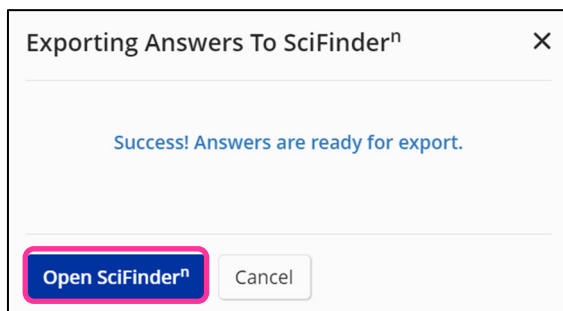 Exporting Answers To SciFinderⁿ
Success! Answers are ready for export.
Open SciFinderⁿ
Cancel